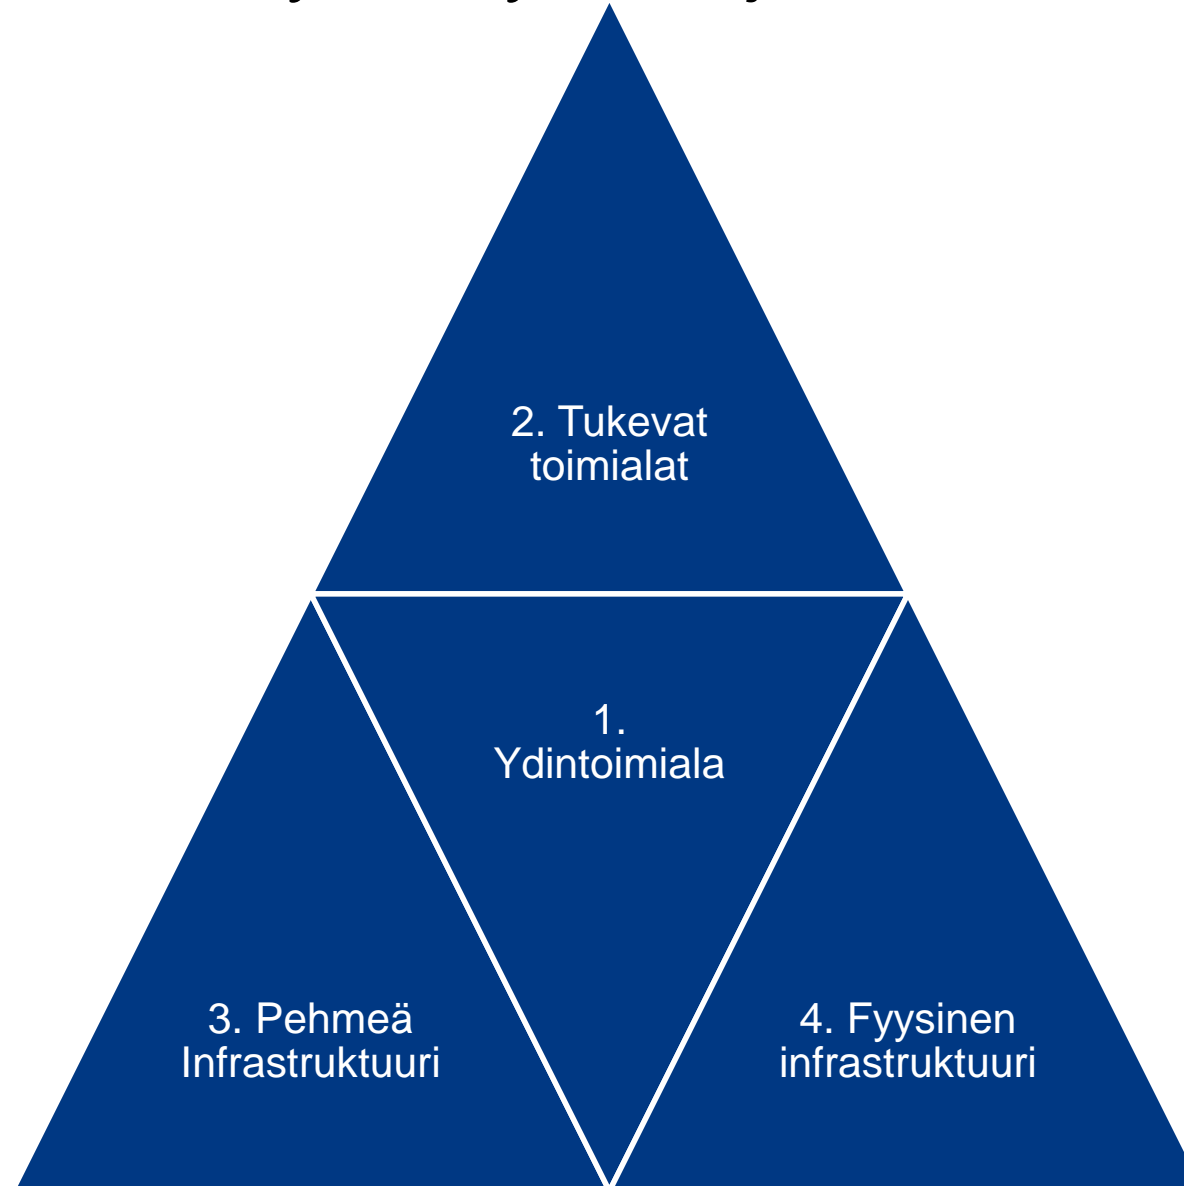 2. Tukevat
toimialat
1.
Ydintoimiala
3. Pehmeä
Infrastruktuuri
4. Fyysinen
infrastruktuuri